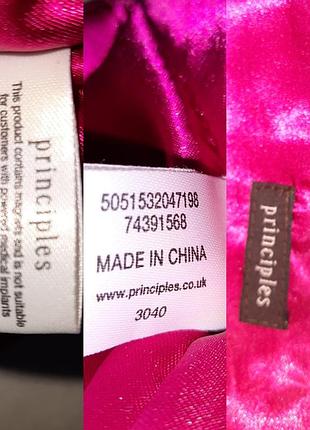 principles
This product contains magnets and is not suitable
for customers with powered medical implants
5051532047198
74391568
MADE IN CHINA
www.principles.co.uk
3040
principles